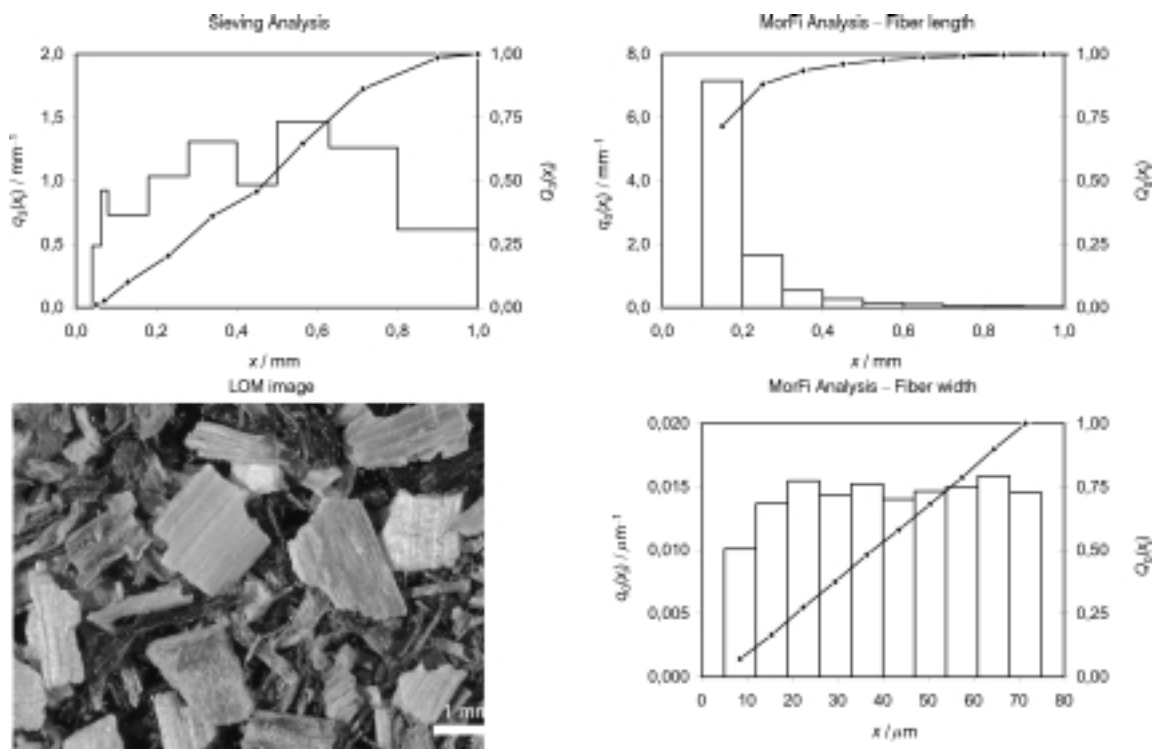 Sieving Analysis
2,0
1,5
1,0
0,5
0,0
1,00
0,75
0,50
0,25
0,00
q₃(xᵢ) / mm⁻¹
Q₃(xᵢ)
0,0 0,2 0,4 0,6 0,8 1,0
x / mm
MorFi Analysis – Fiber length
8,0
6,0
4,0
2,0
0,0
1,00
0,75
0,50
0,25
0,00
/ mm⁻¹
0,0 0,2 0,4 0,6 0,8 1,0
x / mm
LOM image
1 mm
MorFi Analysis – Fiber width
0,020
0,015
0,010
0,005
0,000
1,00
0,75
0,50
0,25
0,00
q₀(xᵢ) / μm⁻¹
Q₀(xᵢ)
0 10 20 30 40 50 60 70 80
x / μm